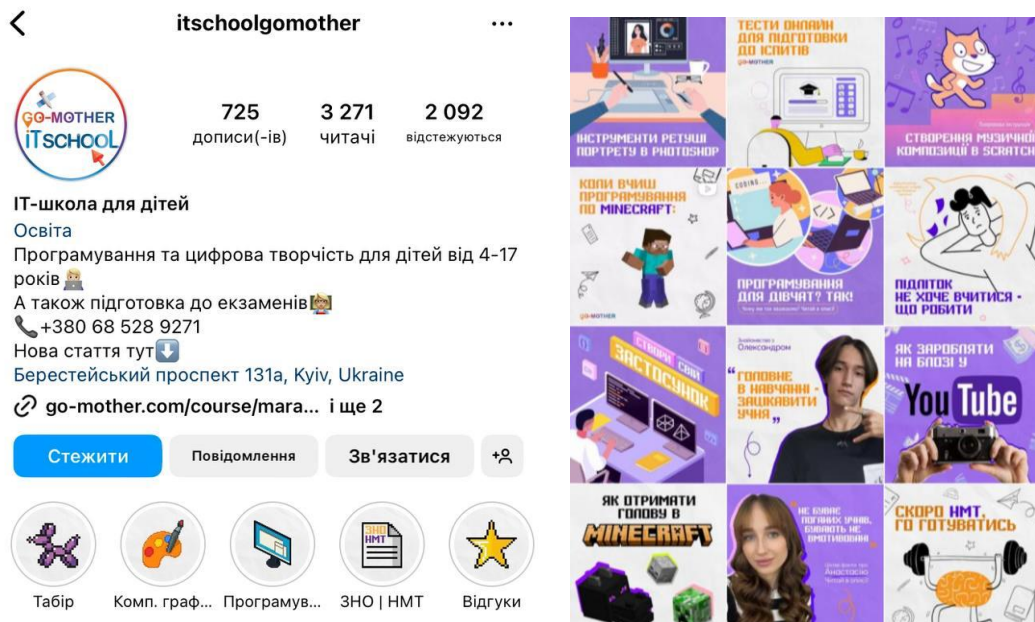 itschoolgomother
GO-MOTHER
iTSCHOOL
725
дописи(-ів)
3 271
читачі
2 092
відстежуються
ІТ-школа для дітей
Освіта
Програмування та цифрова творчість для дітей від 4-17
років
А також підготовка до екзаменів
+380 68 528 9271
Нова стаття тут
Берестейський проспект 131а, Kyiv, Ukraine
go-mother.com/course/mara... і ще 2
Стежити
Повідомлення
Зв'язатися
ЗНО
НМТ
Табір
Комп. граф...
Програмув...
ЗНО | НМТ
Відгуки
ІНСТРУМЕНТИ РЕТУШІ
ПОРТРЕТУ В PHOTOSHOP
ТЕСТИ ОНЛАЙН
ДЛЯ ПІДГОТОВКИ
ДО ІСПИТІВ
GO-MOTHER
СТВОРЕННЯ МУЗИЧНОЇ
КОМПОЗИЦІЇ В SCRATCH
КОЛИ ВЧИШ
ПРОГРАМУВАННЯ
ПО MINECRAFT:
GO-MOTHER
CODING
</>
ПРОГРАМУВАННЯ
ДЛЯ ДІВЧАТ? ТАК!
ПІДЛІТОК
НЕ ХОЧЕ ВЧИТИСЯ -
ЩО РОБИТИ
СТВОРИ СВІЙ
ЗАСТОСУНОК
Знайомство з
Олександром
"ГОЛОВНЕ
В НАВЧАННІ -
ЗАЦІКАВИТИ
УЧНЯ"
ЯК ЗАРОБЛЯТИ
НА БЛОЗІ У
YouTube
ЯК ОТРИМАТИ
ГОЛОВУ В
MINECRAFT
НЕ БУВАЄ
ПОГАНИХ УЧНІВ,
БУВАЮТЬ НЕ
ВМОТИВОВАНІ
Анастасію
СКОРО НМТ,
ГО ГОТУВАТИСЬ